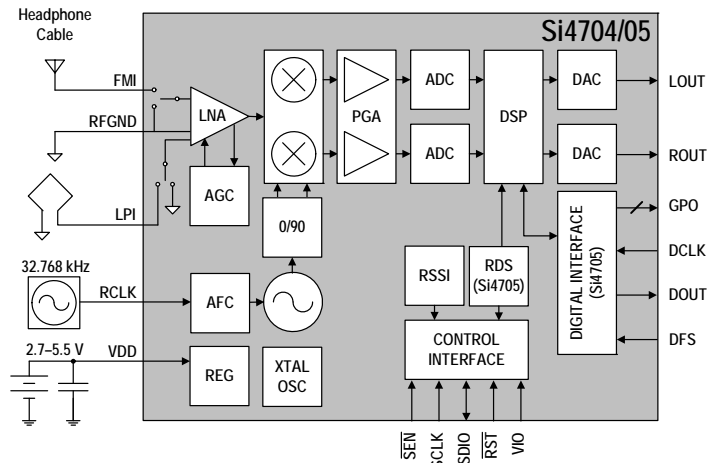 Headphone
Cable
Si4704/05
FMI
RFGND
LPI
LNA
AGC
0/90
PGA
ADC
ADC
DSP
DAC
DAC
LOUT
ROUT
GPO
DCLK
DOUT
DFS
DIGITAL INTERFACE
(Si4705)
32.768 kHz
RCLK
AFC
RSSI
RDS
(Si4705)
CONTROL
INTERFACE
2.7–5.5 V
VDD
REG
XTAL
OSC
SEN
SCLK
SDIO
RST
VIO